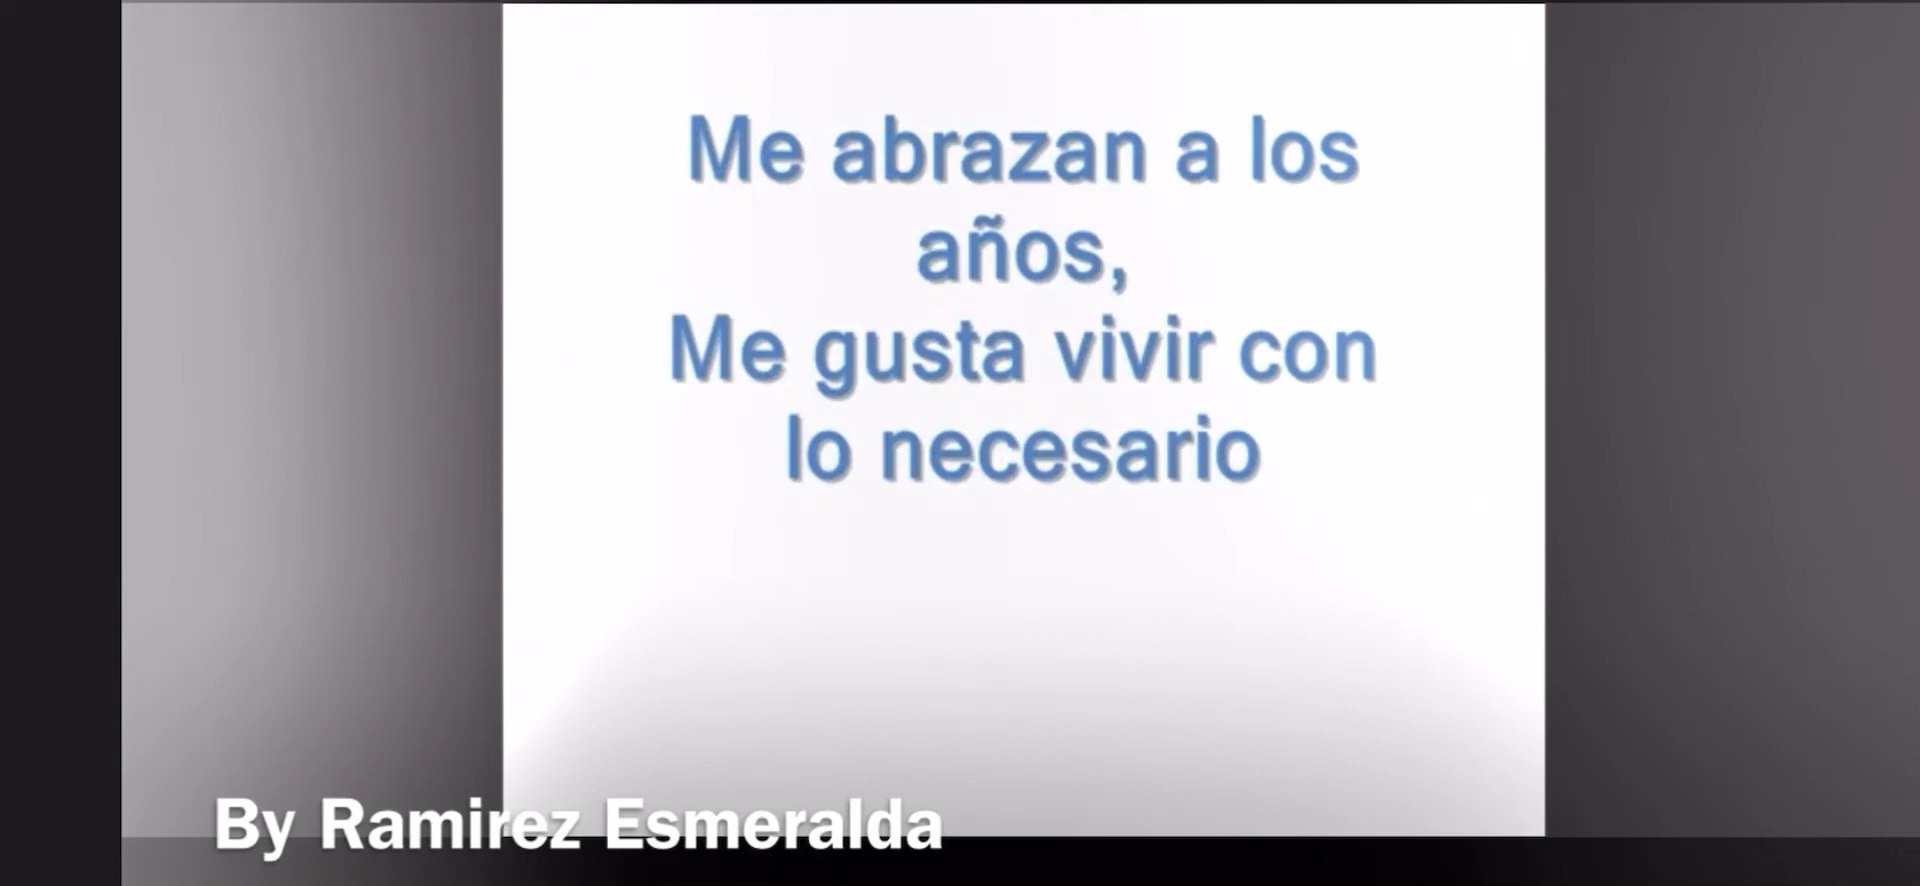 Me abrazan a los
años,
Me gusta vivir con
lo necesario
By Ramirez Esmeralda